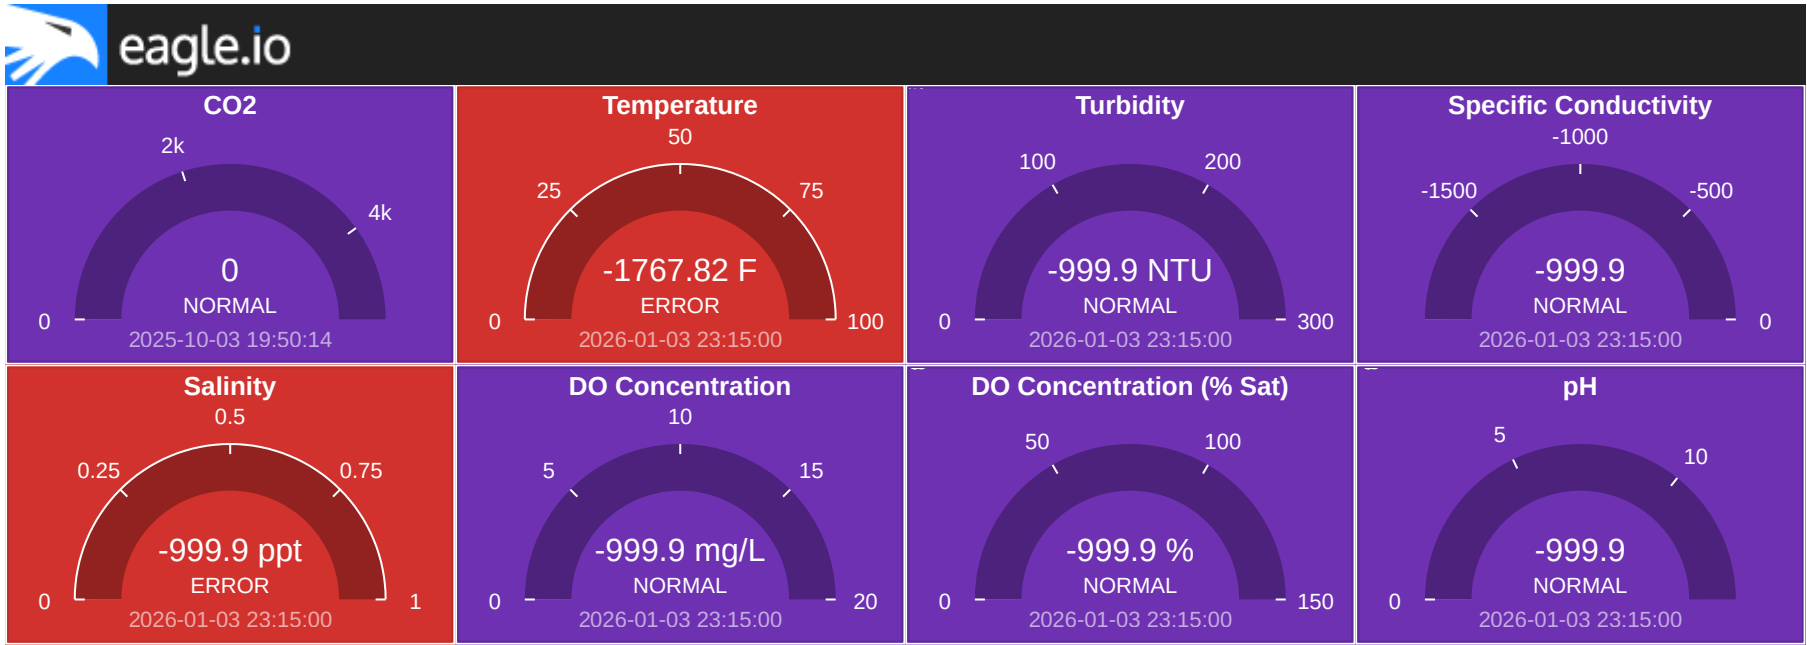 eagle.io
CO2
2k
4k
0
0
NORMAL
2025-10-03 19:50:14
Temperature
50
25
75
-1767.82 F
ERROR
0
100
2026-01-03 23:15:00
Turbidity
100
200
-999.9 NTU
NORMAL
0
300
2026-01-03 23:15:00
Specific Conductivity
-1000
-1500
-500
-999.9
NORMAL
0
2026-01-03 23:15:00
Salinity
0.5
0.25
0.75
-999.9 ppt
ERROR
0
1
2026-01-03 23:15:00
DO Concentration
10
5
15
-999.9 mg/L
NORMAL
0
20
2026-01-03 23:15:00
DO Concentration (% Sat)
50
100
-999.9 %
NORMAL
0
150
2026-01-03 23:15:00
pH
5
10
-999.9
NORMAL
0
2026-01-03 23:15:00